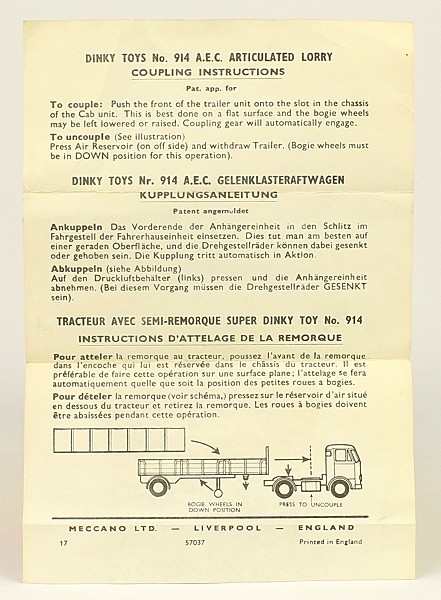 DINKY TOYS No. 914 A.E.C. ARTICULATED LORRY
COUPLING INSTRUCTIONS
Pat. app. for
To couple: Push the front of the trailer unit onto the slot in the chassis
of the Cab unit. This is best done on a flat surface and the bogie wheels
may be left lowered or raised. Coupling gear will automatically engage.
To uncouple (See illustration)
Press Air Reservoir (on off side) and withdraw Trailer. (Bogie wheels must
be in DOWN position for this operation).
DINKY TOYS Nr. 914 A.E.C. GELENKLASTERAFTWAGEN
KUPPLUNGSANLEITUNG
Patent angemuldet
Ankuppeln Das Vorderende der Anhängereinheit in den Schlitz im
Fahrgestell der Fahrerhauseinheit einsetzen. Dies tut man am besten auf
einer geraden Oberfläche, und die Drehgestellräder können dabei gesenkt
oder gehoben sein. Die Kupplung tritt automatisch in Aktion.
Abkuppeln (siehe Abbildung)
Auf den Druckluftbehälter (links) pressen und die Anhängereinheit
abnehmen. (Bei diesem Vorgang müssen die Drehgestellräder GESENKT
sein).
TRACTEUR AVEC SEMI-REMORQUE SUPER DINKY TOY No. 914
INSTRUCTIONS D'ATTELAGE DE LA REMORQUE
Pour atteler la remorque au tracteur, poussez l'avant de la remorque
dans l'encoche qui lui est réservée dans le châssis du tracteur. Il est
préférable de faire cette opération sur une surface plane; l'attelage se fera
automatiquement quelle que soit la position des petites roues a bogies.
Pour dételer la remorque (voir schéma,) pressez sur le réservoir d'air situé
en dessous du tracteur et retirez la remorque. Les roues à bogies doivent
être abaissées pendant cette opération.
BOGIE WHEELS IN
DOWN POSITION
PRESS TO UNCOUPLE
MECCANO LTD. — LIVERPOOL — ENGLAND
17 57037 Printed in England